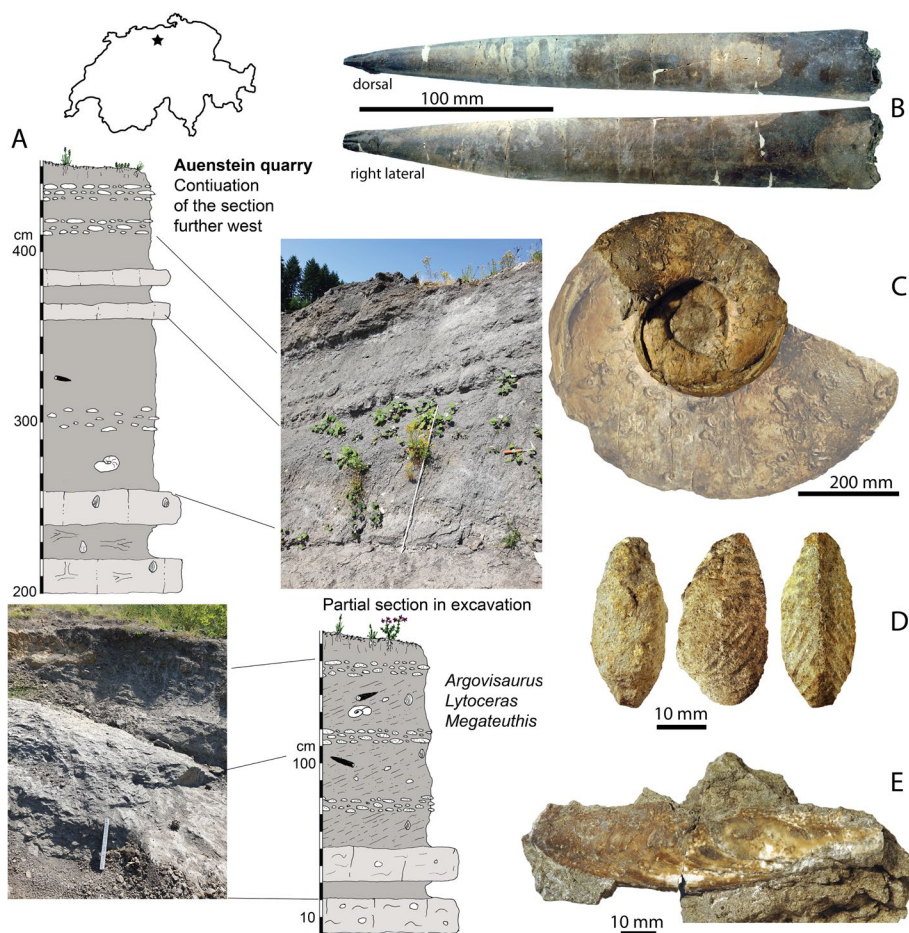 A
Auenstein quarry
Contiuation
of the section
further west
cm
400
300
200
dorsal
100 mm
right lateral
B
C
200 mm
Partial section in excavation
Argovisaurus
Lytoceras
Megateuthis
cm
100
10
D
10 mm
E
10 mm